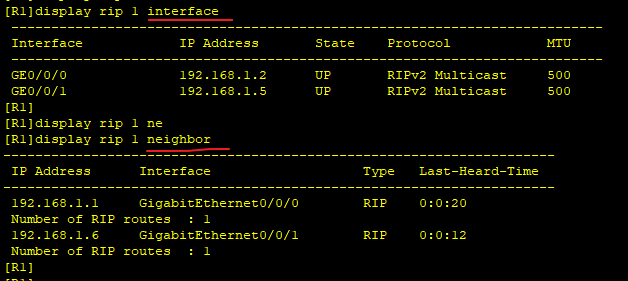 [R1]display rip 1 interface
---------------------------------------------------------------------------
Interface IP Address State Protocol MTU
---------------------------------------------------------------------------
GE0/0/0 192.168.1.2 UP RIPv2 Multicast 500
GE0/0/1 192.168.1.5 UP RIPv2 Multicast 500
[R1]
[R1]display rip 1 ne
[R1]display rip 1 neighbor
---------------------------------------------------------------------
IP Address Interface Type Last-Heard-Time
---------------------------------------------------------------------
192.168.1.1 GigabitEthernet0/0/0 RIP 0:0:20
Number of RIP routes : 1
192.168.1.6 GigabitEthernet0/0/1 RIP 0:0:12
Number of RIP routes : 1
[R1]